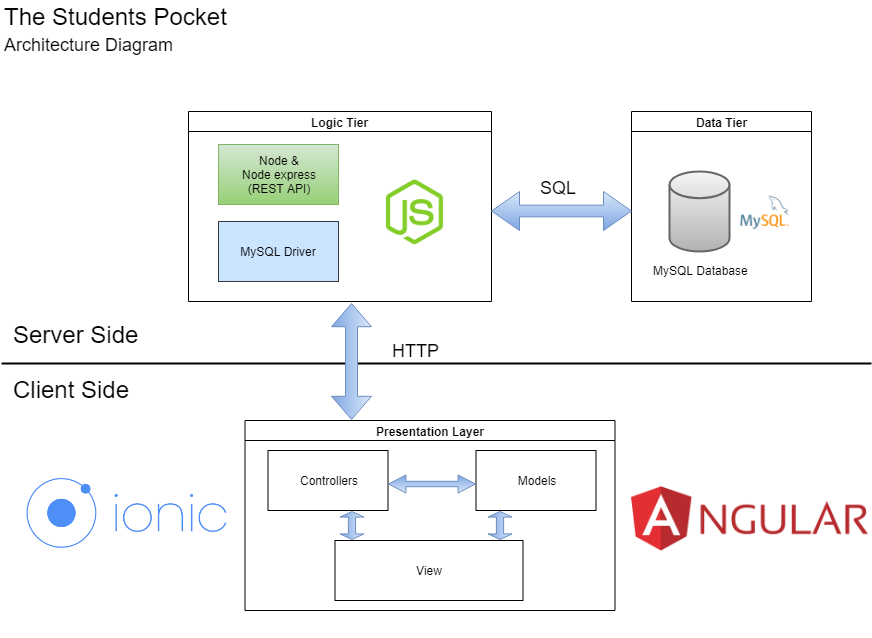 The Students Pocket
Architecture Diagram
Logic Tier
Node &
Node express
(REST API)
MySQL Driver
JS
SQL
Data Tier
MySQL.
MySQL Database
Server Side
HTTP
Client Side
Presentation Layer
Controllers
Models
View
ionic
ANGULAR